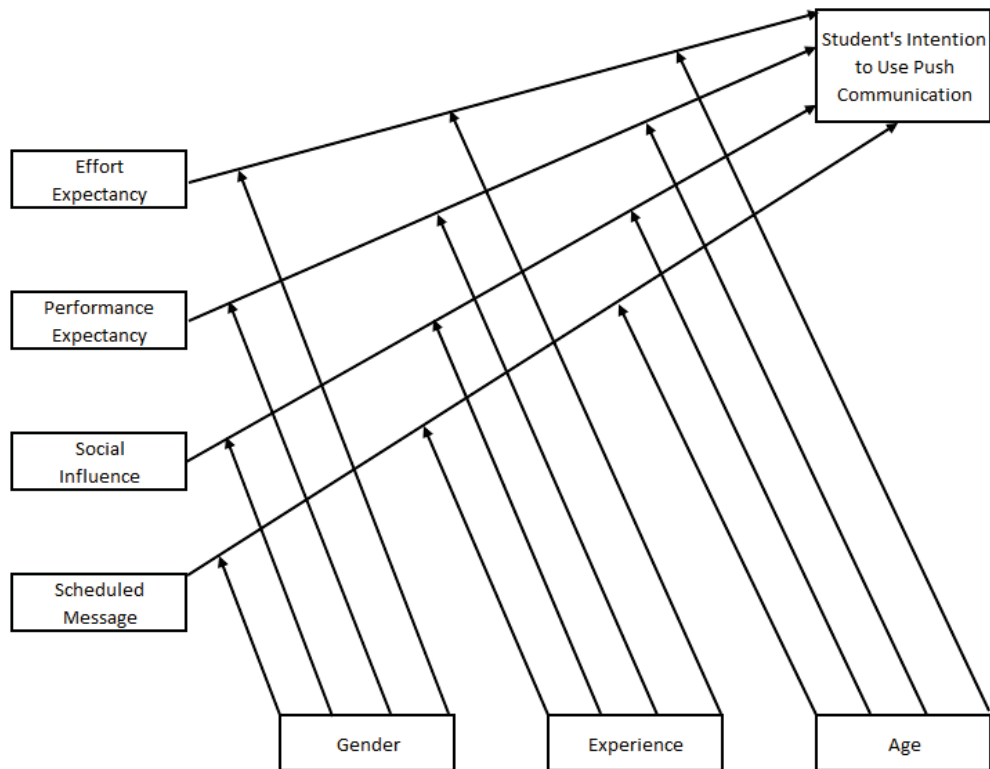 Student's Intention
to Use Push
Communication
Effort
Expectancy
Performance
Expectancy
Social
Influence
Scheduled
Message
Gender
Experience
Age